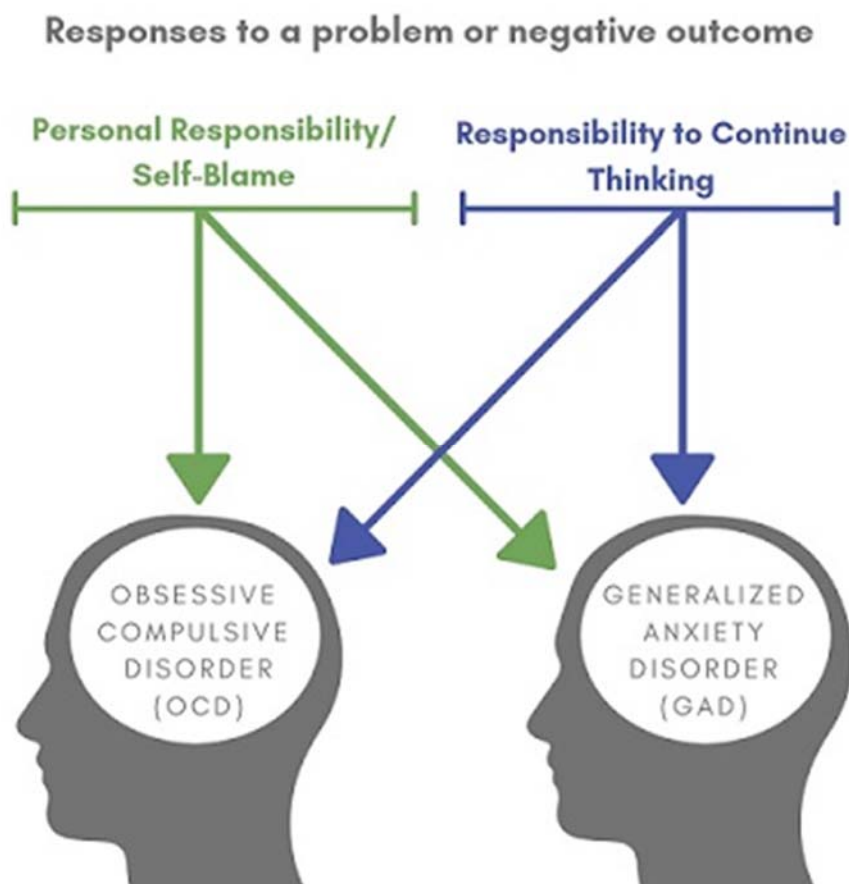 Responses to a problem or negative outcome
Personal Responsibility/
Self-Blame
Responsibility to Continue
Thinking
OBSESSIVE
COMPULSIVE
DISORDER
(OCD)
GENERALIZED
ANXIETY
DISORDER
(GAD)